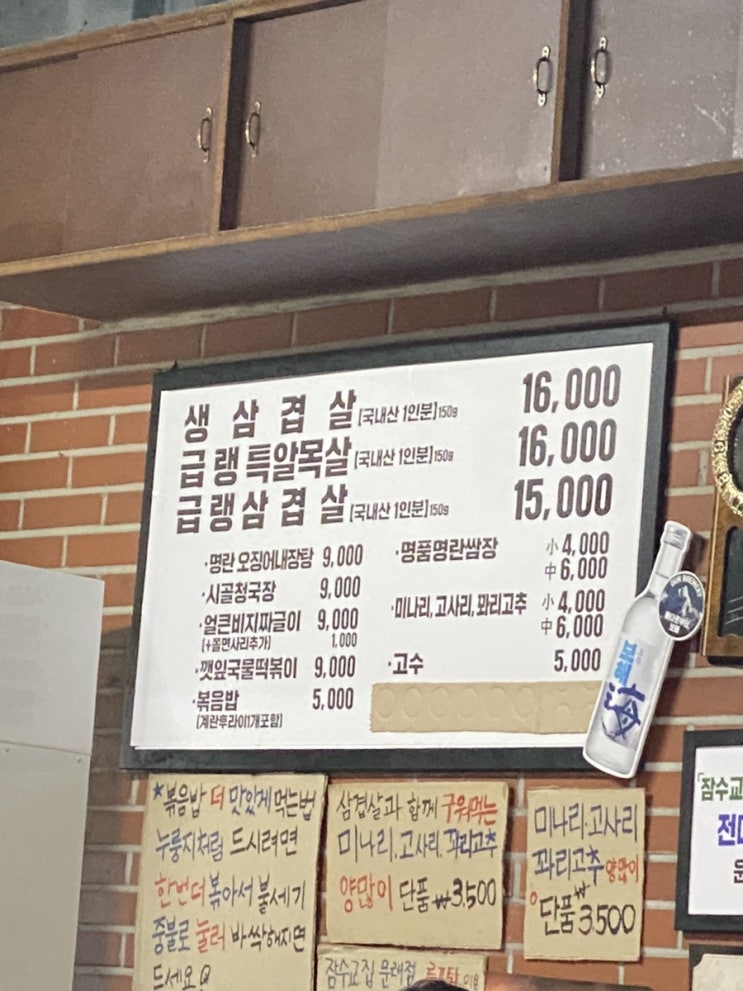 생 삼 겹 살 [국내산 1인분] 150g 16,000
급랭특알목살 [국내산 1인분] 150g 16,000
급랭삼겹살 [국내산 1인분] 150g 15,000
·명란 오징어내장탕 9,000
·시골청국장 9,000
·얼큰비지짜글이 9,000
(+쫄면사리추가) 1,000
·깻잎국물떡볶이 9,000
·볶음밥 5,000
[계란후라이1개포함]
·명품명란쌈장 小 4,000
中 6,000
·미나리, 고사리, 꽈리고추 小 4,000
中 6,000
·고수 5,000
海
★볶음밥 더 맛있게 먹는법
누룽지처럼 드시려면
한번더 볶아서 불세기
중불로 눌러 바싹해지면
드세요
삼겹살과 함께 구워먹는
미나리, 고사리, 꽈리고추
양많이 단품 ₩3,500
미나리·고사리
꽈리고추 양많이
단품 ₩3500
잠수교집 문래점
「잠수교